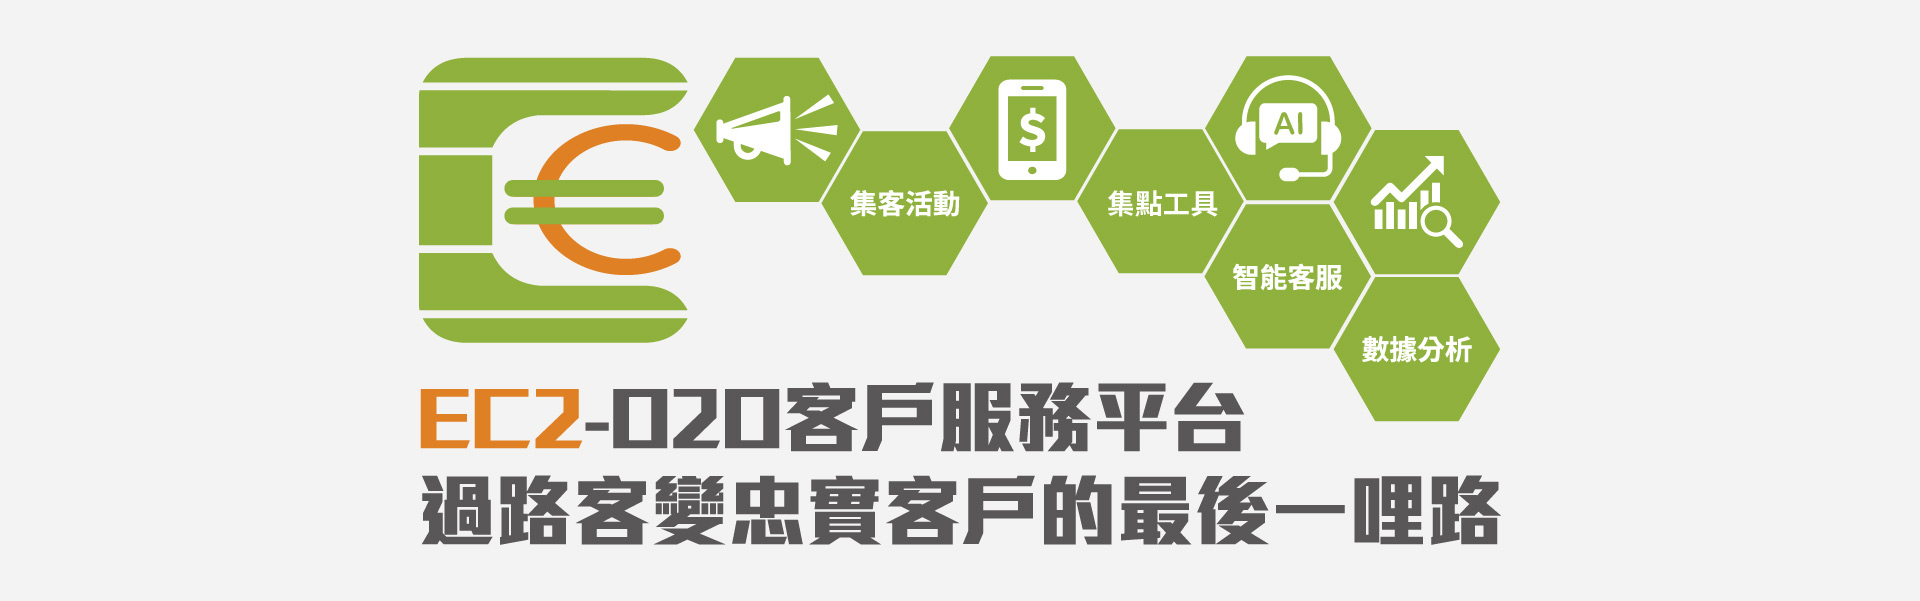 集客活動
$
集點工具
AI
智能客服
數據分析
EC2-O2O客戶服務平台
過路客變忠實客戶的最後一哩路